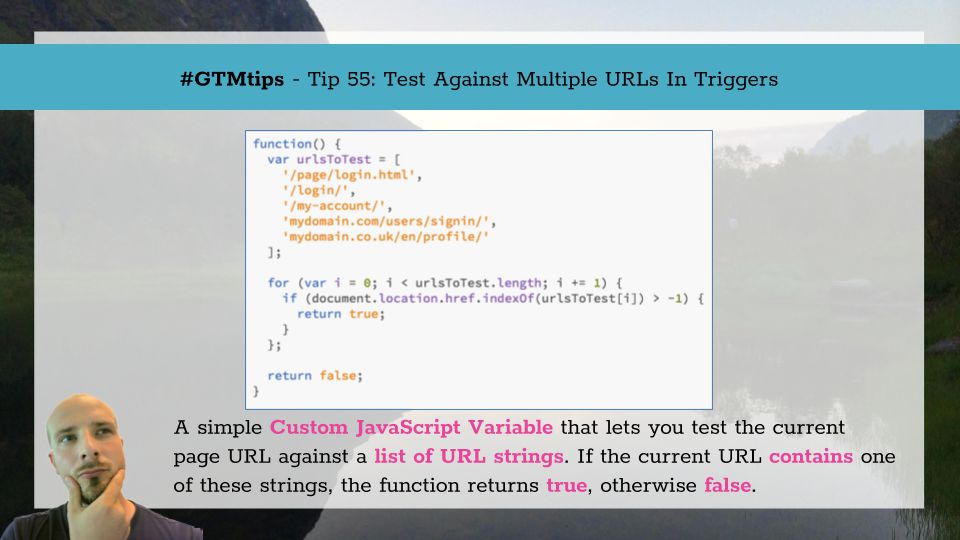 #GTMtips - Tip 55: Test Against Multiple URLs In Triggers
function() {
  var urlsToTest = [
    '/page/login.html',
    '/login/',
    '/my-account/',
    'mydomain.com/users/signin/',
    'mydomain.co.uk/en/profile/'
  ];
  for (var i = 0; i < urlsToTest.length; i += 1) {
    if (document.location.href.indexOf(urlsToTest[i]) > -1) {
      return true;
    }
  };
  return false;
}
A simple Custom JavaScript Variable that lets you test the current
page URL against a list of URL strings. If the current URL contains one
of these strings, the function returns true, otherwise false.